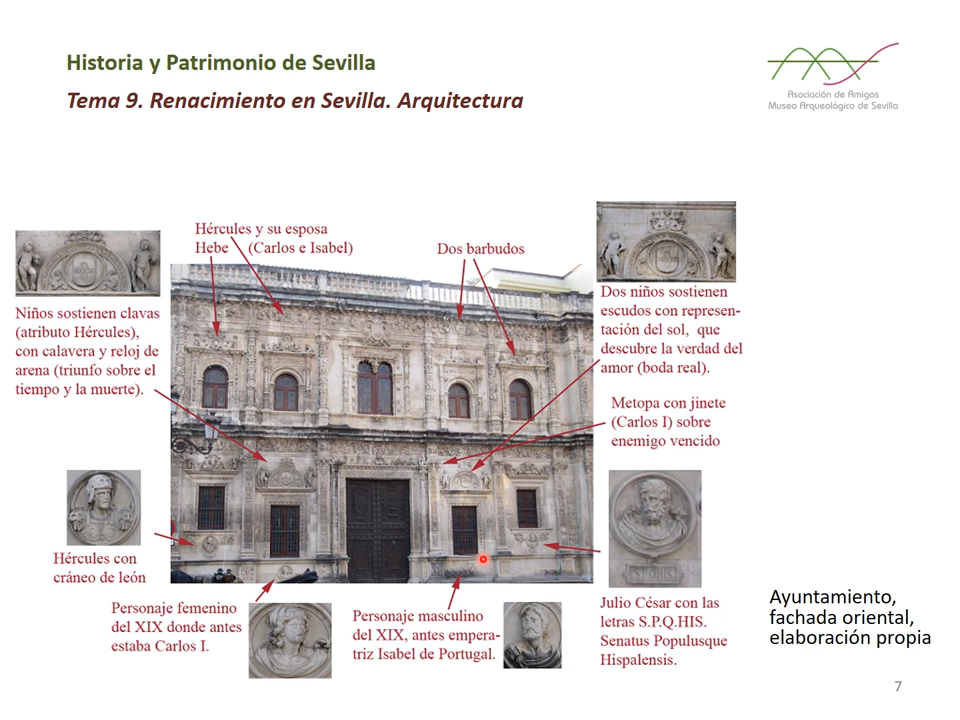 Historia y Patrimonio de Sevilla
Tema 9. Renacimiento en Sevilla. Arquitectura
Asociación de Amigos
Museo Arqueológico de Sevilla
Hércules y su esposa
Hebe (Carlos e Isabel)
Dos barbudos
Niños sostienen clavas
(atributo Hércules),
con calavera y reloj de
arena (triunfo sobre el
tiempo y la muerte).
Dos niños sostienen
escudos con represen-
tación del sol, que
descubre la verdad del
amor (boda real).
Metopa con jinete
(Carlos I) sobre
enemigo vencido
Hércules con
cráneo de león
Personaje femenino
del XIX donde antes
estaba Carlos I.
Personaje masculino
del XIX, antes empera-
triz Isabel de Portugal.
Julio César con las
letras S.P.Q.HIS.
Senatus Populusque
Hispalensis.
Ayuntamiento,
fachada oriental,
elaboración propia
7